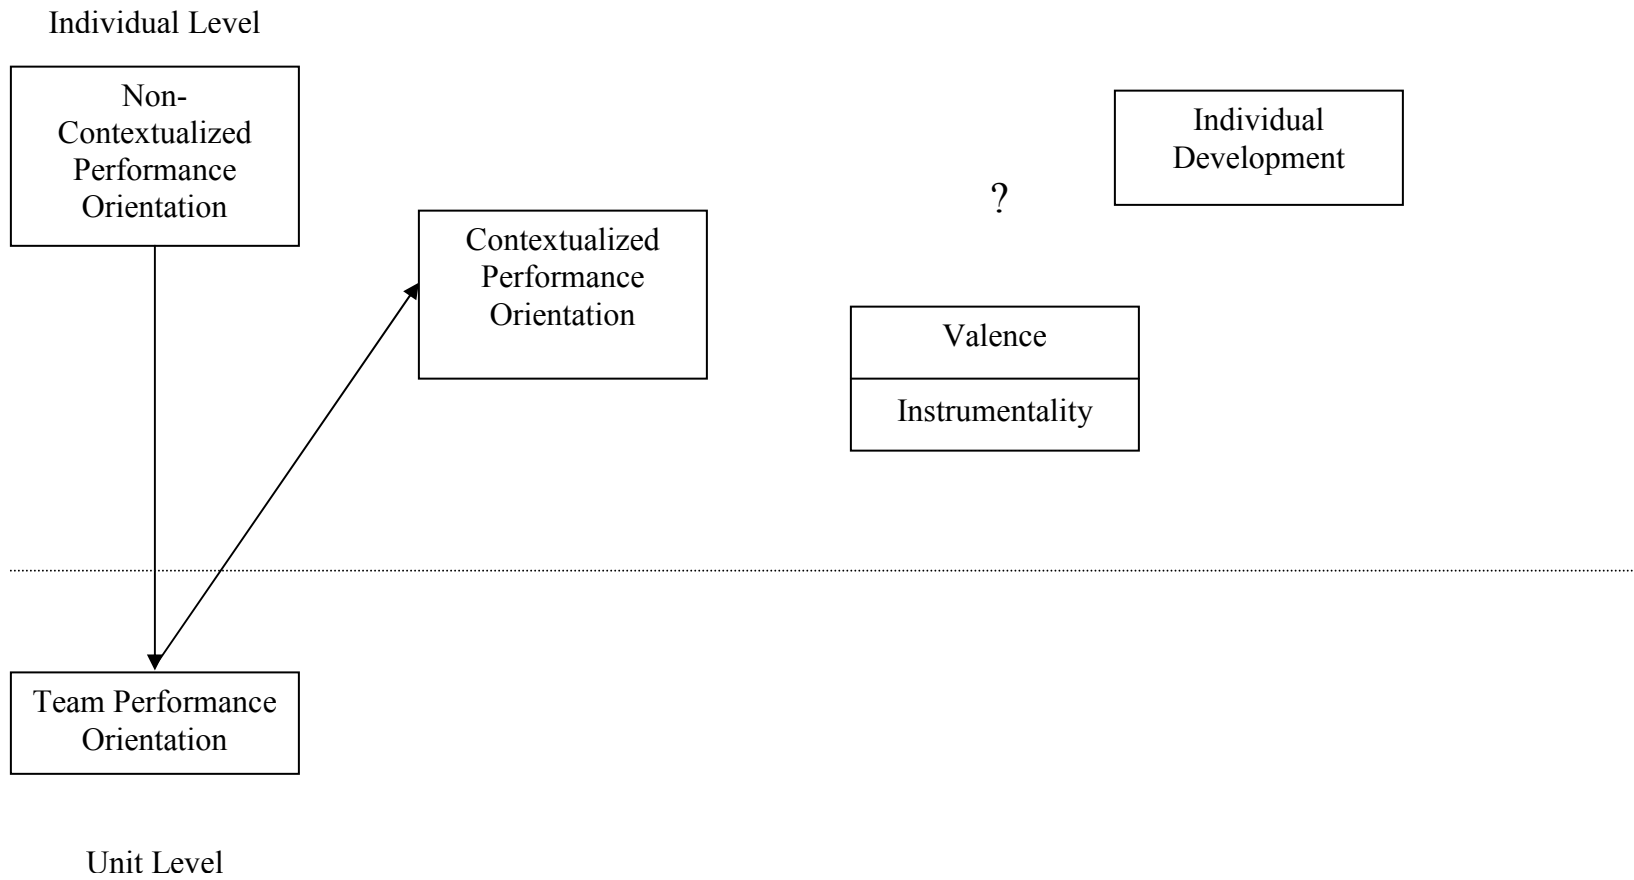 Individual Level
Non-
Contextualized
Performance
Orientation
Individual
Development
?
Contextualized
Performance
Orientation
Valence
Instrumentality
Team Performance
Orientation
Unit Level